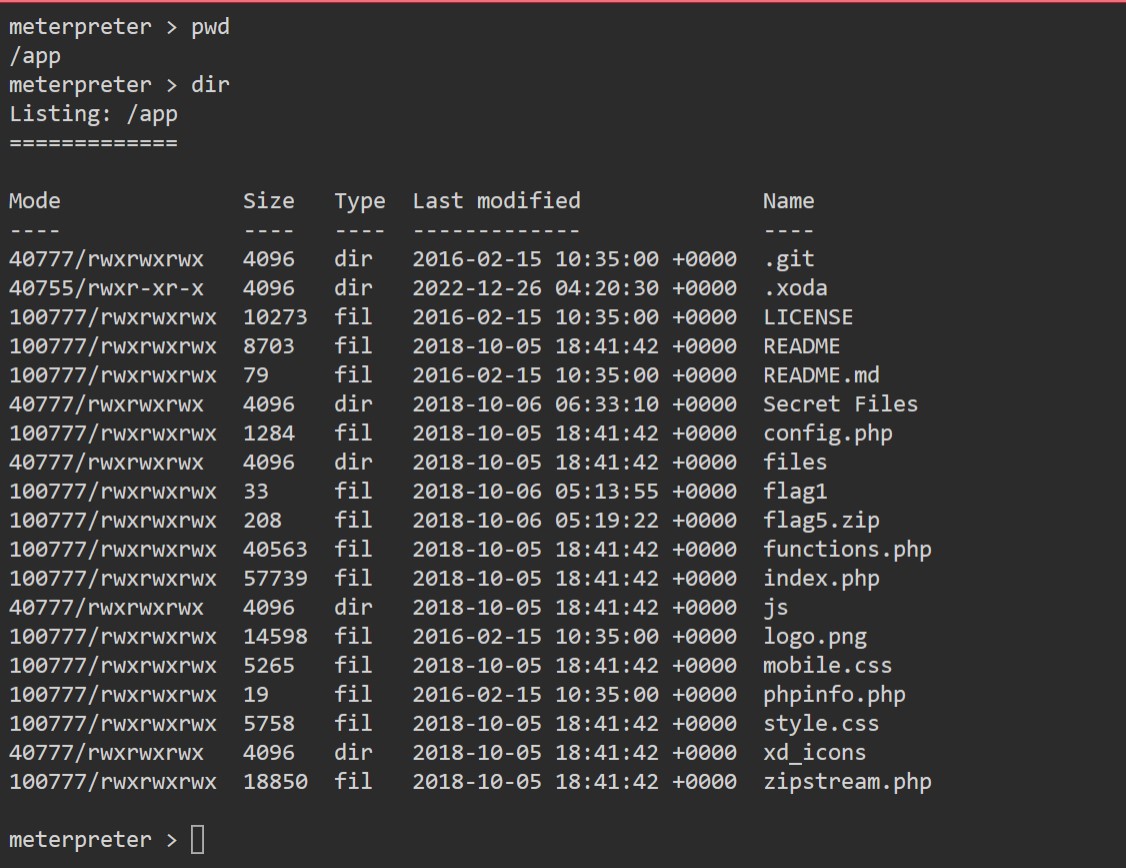 meterpreter > pwd
/app
meterpreter > dir
Listing: /app
=============
Mode Size Type Last modified Name
---- ---- ---- ------------- ----
40777/rwxrwxrwx 4096 dir 2016-02-15 10:35:00 +0000 .git
40755/rwxr-xr-x 4096 dir 2022-12-26 04:20:30 +0000 .xoda
100777/rwxrwxrwx 10273 fil 2016-02-15 10:35:00 +0000 LICENSE
100777/rwxrwxrwx 8703 fil 2018-10-05 18:41:42 +0000 README
100777/rwxrwxrwx 79 fil 2016-02-15 10:35:00 +0000 README.md
40777/rwxrwxrwx 4096 dir 2018-10-06 06:33:10 +0000 Secret Files
100777/rwxrwxrwx 1284 fil 2018-10-05 18:41:42 +0000 config.php
40777/rwxrwxrwx 4096 dir 2018-10-05 18:41:42 +0000 files
100777/rwxrwxrwx 33 fil 2018-10-06 05:13:55 +0000 flag1
100777/rwxrwxrwx 208 fil 2018-10-06 05:19:22 +0000 flag5.zip
100777/rwxrwxrwx 40563 fil 2018-10-05 18:41:42 +0000 functions.php
100777/rwxrwxrwx 57739 fil 2018-10-05 18:41:42 +0000 index.php
40777/rwxrwxrwx 4096 dir 2018-10-05 18:41:42 +0000 js
100777/rwxrwxrwx 14598 fil 2016-02-15 10:35:00 +0000 logo.png
100777/rwxrwxrwx 5265 fil 2018-10-05 18:41:42 +0000 mobile.css
100777/rwxrwxrwx 19 fil 2016-02-15 10:35:00 +0000 phpinfo.php
100777/rwxrwxrwx 5758 fil 2018-10-05 18:41:42 +0000 style.css
40777/rwxrwxrwx 4096 dir 2018-10-05 18:41:42 +0000 xd_icons
100777/rwxrwxrwx 18850 fil 2018-10-05 18:41:42 +0000 zipstream.php
meterpreter >